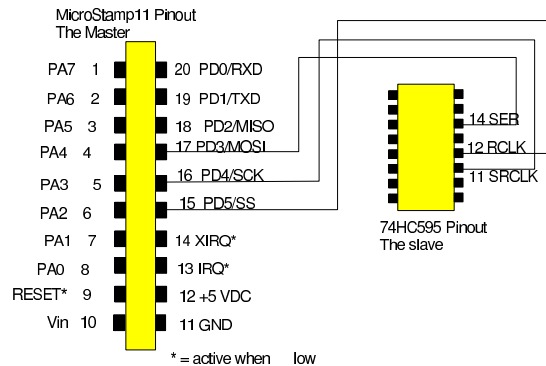 MicroStamp11 Pinout
The Master
PA7 1 20 PD0/RXD
PA6 2 19 PD1/TXD
PA5 3 18 PD2/MISO
PA4 4 17 PD3/MOSI
PA3 5 16 PD4/SCK
PA2 6 15 PD5/SS
PA1 7 14 XIRQ*
PA0 8 13 IRQ*
RESET* 9 12 +5 VDC
Vin 10 11 GND
* = active when low
14 SER
12 RCLK
11 SRCLK
74HC595 Pinout
The slave